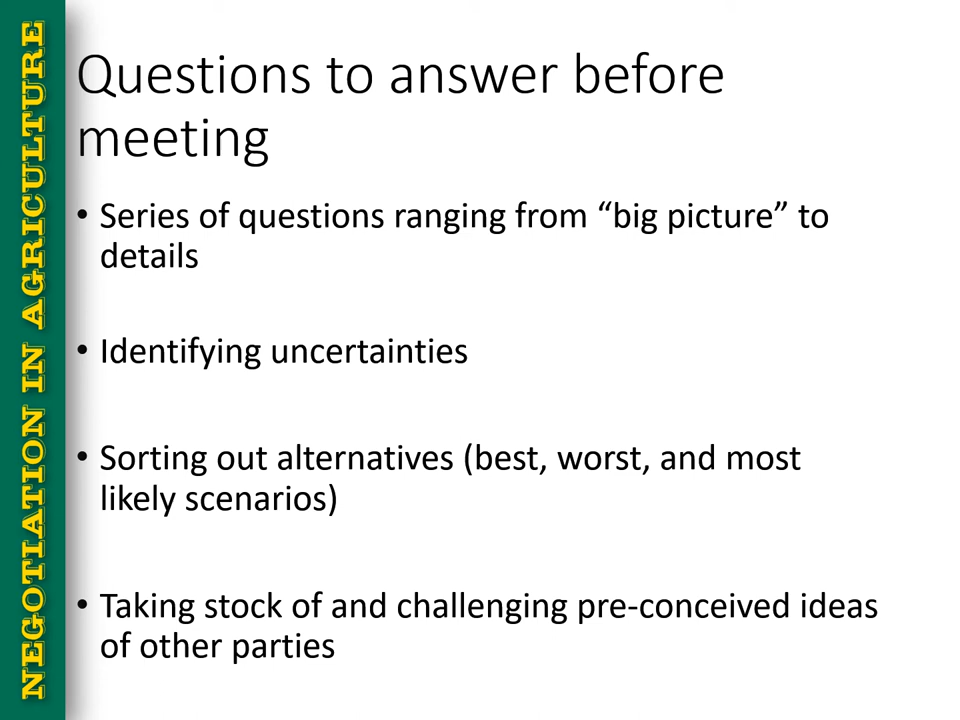 NEGOTIATION IN AGRICULTURE
Questions to answer before
meeting
• Series of questions ranging from “big picture” to
details
• Identifying uncertainties
• Sorting out alternatives (best, worst, and most
likely scenarios)
• Taking stock of and challenging pre-conceived ideas
of other parties